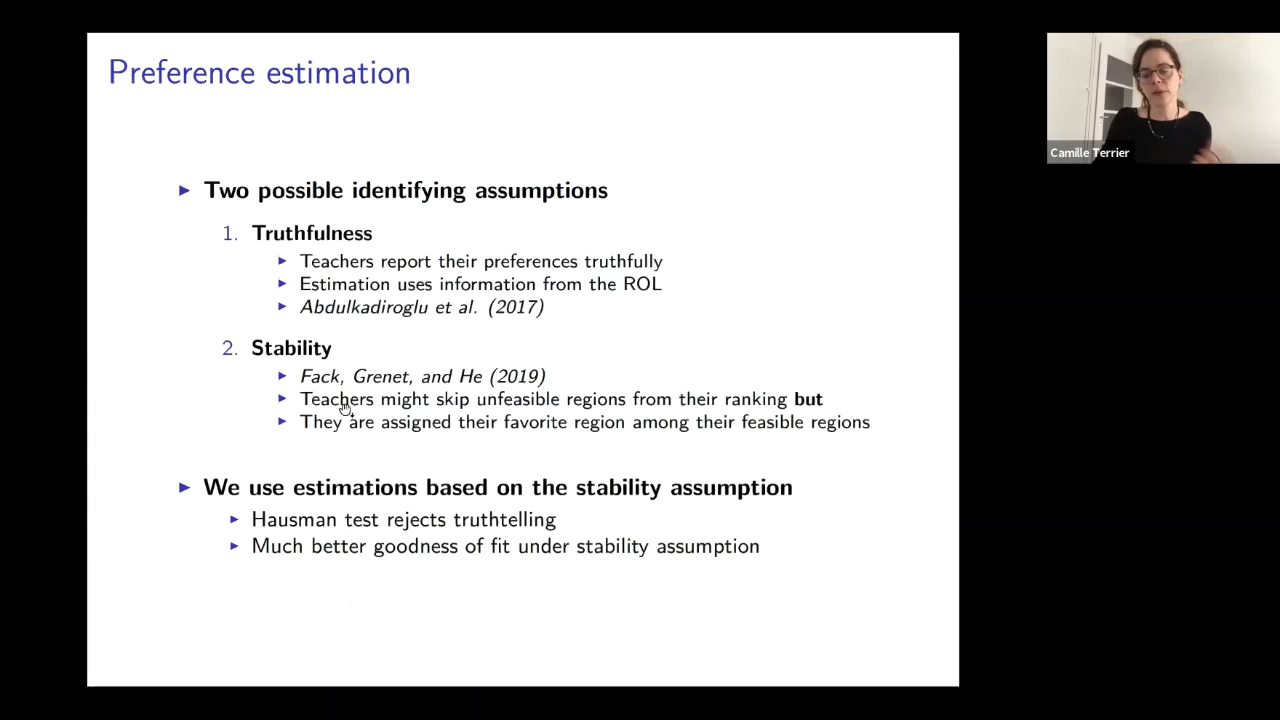 Preference estimation
Two possible identifying assumptions
1. Truthfulness
Teachers report their preferences truthfully
Estimation uses information from the ROL
Abdulkadiroglu et al. (2017)
2. Stability
Fack, Grenet, and He (2019)
Teachers might skip unfeasible regions from their ranking but
They are assigned their favorite region among their feasible regions
We use estimations based on the stability assumption
Hausman test rejects truthtelling
Much better goodness of fit under stability assumption
Camille Terrier